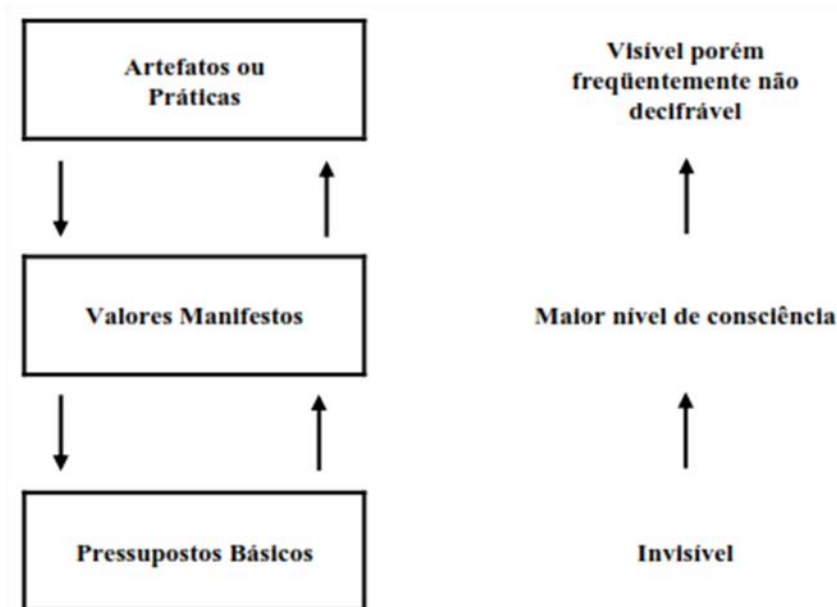 Artefatos ou
Práticas
Visível porém
freqüentemente não
decifrável
Valores Manifestos
Maior nível de consciência
Pressupostos Básicos
Invisível